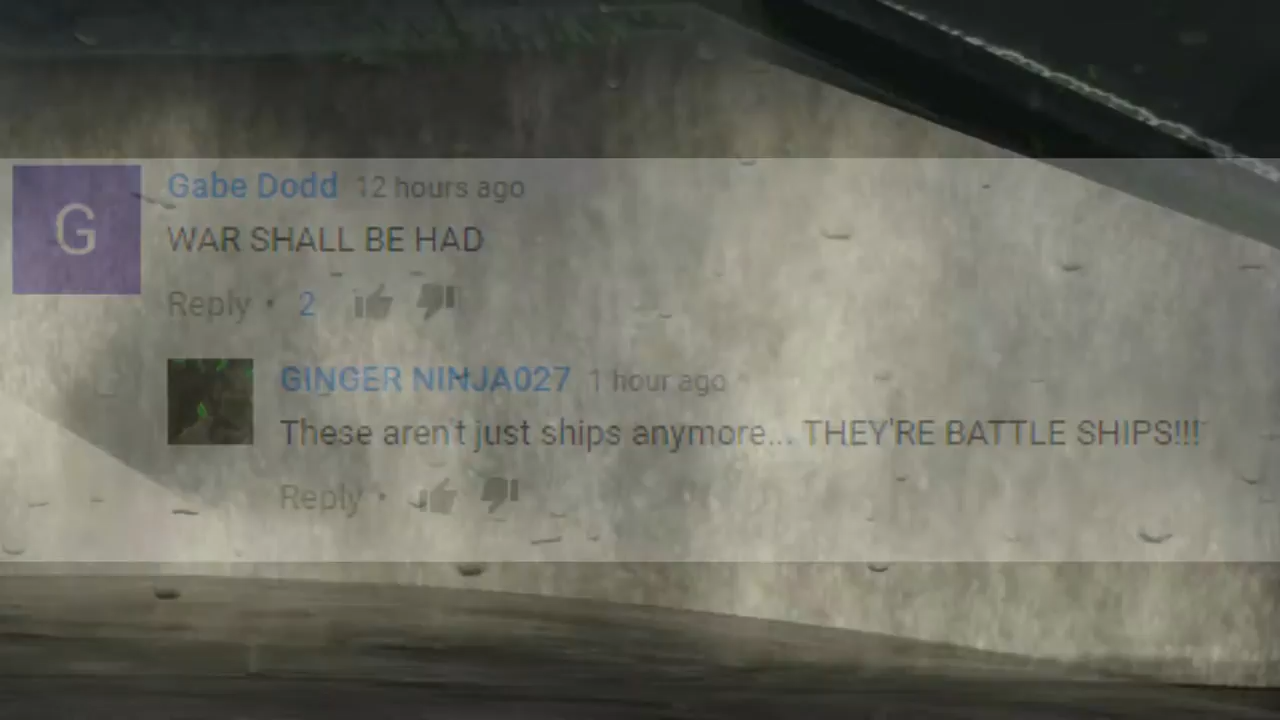 G
Gabe Dodd 12 hours ago
WAR SHALL BE HAD
Reply • 2
GINGER NINJA027 1 hour ago
These aren't just ships anymore... THEY'RE BATTLE SHIPS!!!
Reply •